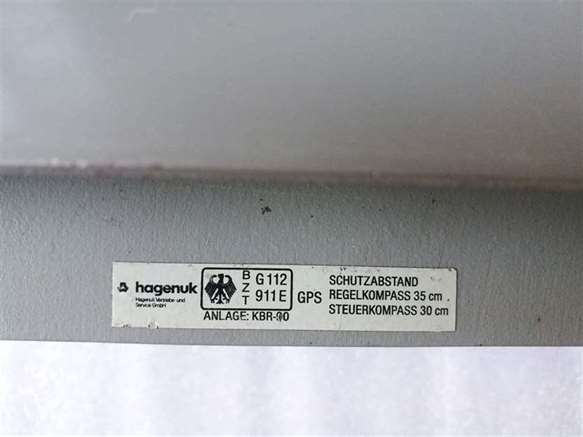 hagenuk
Hagenuk Vertriebs- und
Service GmbH
B
Z
T
G 112
911 E
ANLAGE: KBR-90
GPS
SCHUTZABSTAND
REGELKOMPASS 35 cm
STEUERKOMPASS 30 cm